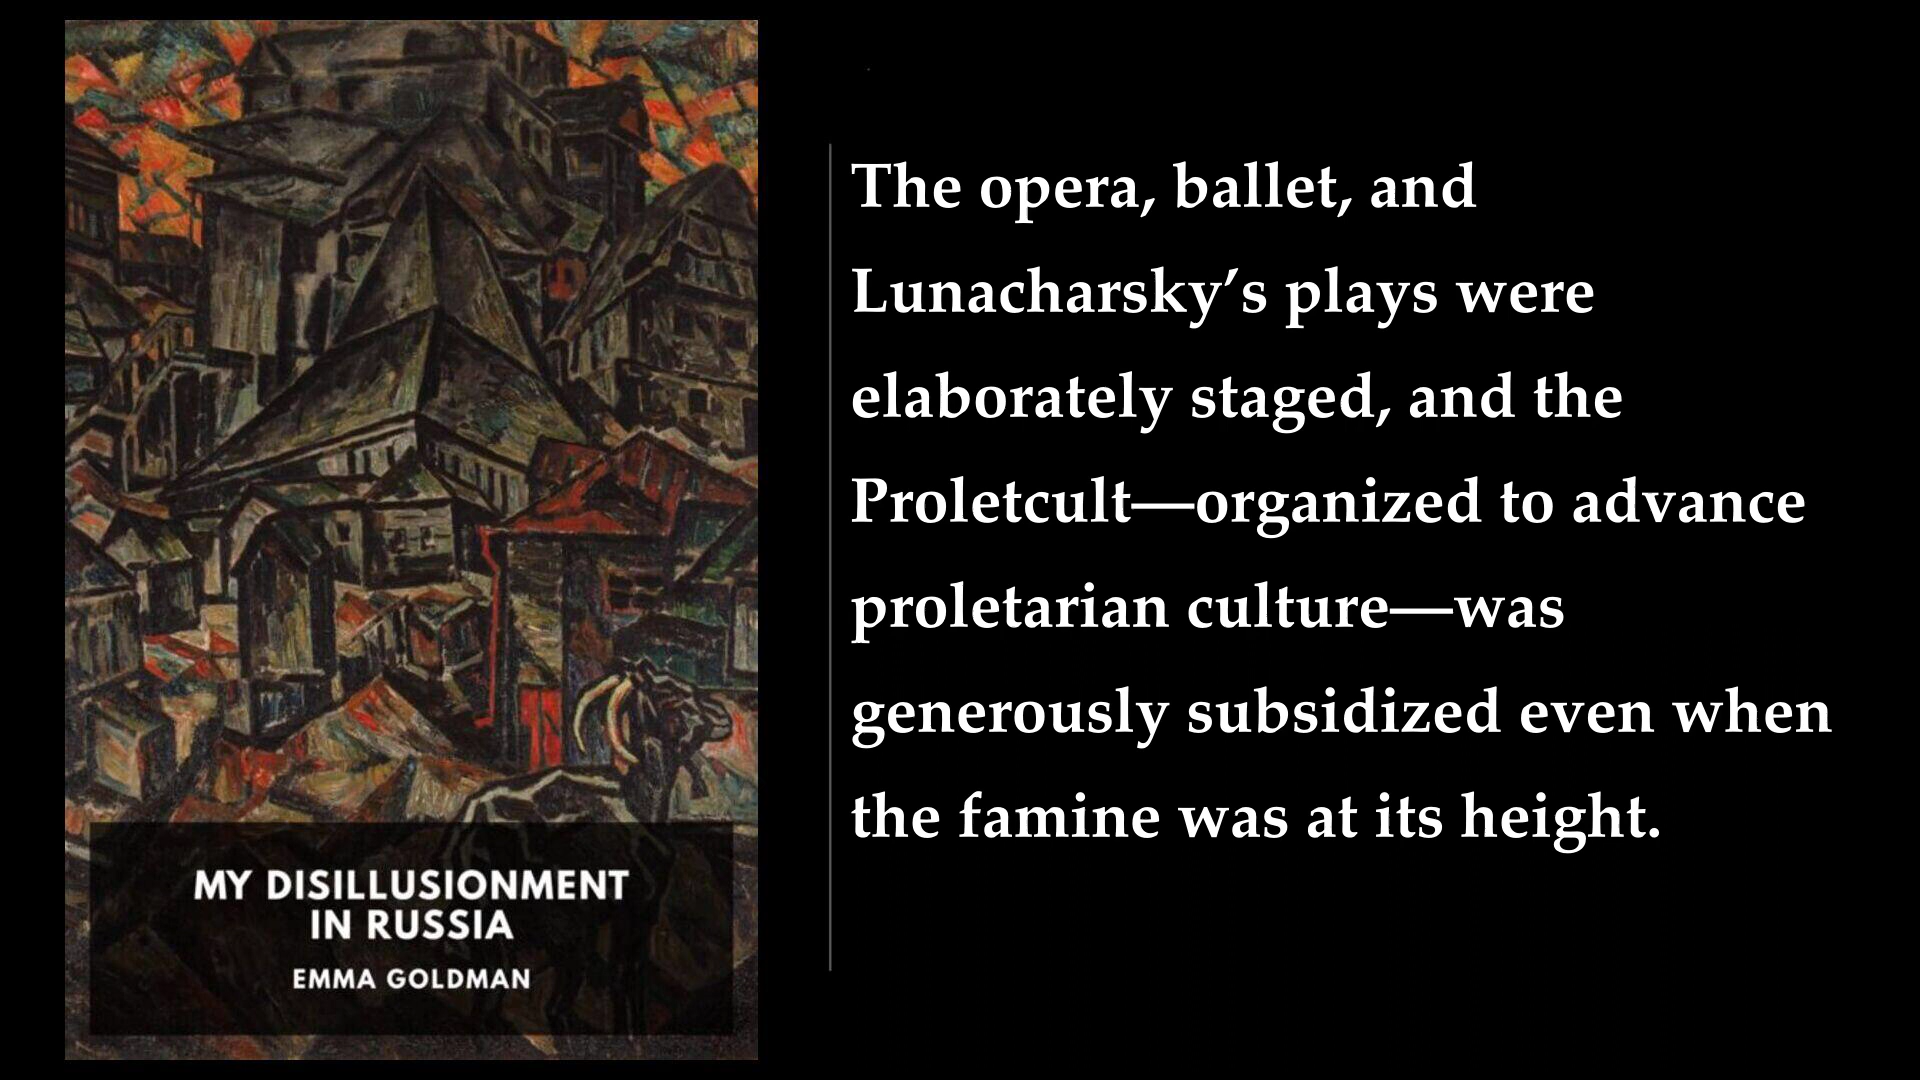 MY DISILLUSIONMENT
IN RUSSIA
EMMA GOLDMAN
The opera, ballet, and
Lunacharsky’s plays were
elaborately staged, and the
Proletcult—organized to advance
proletarian culture—was
generously subsidized even when
the famine was at its height.